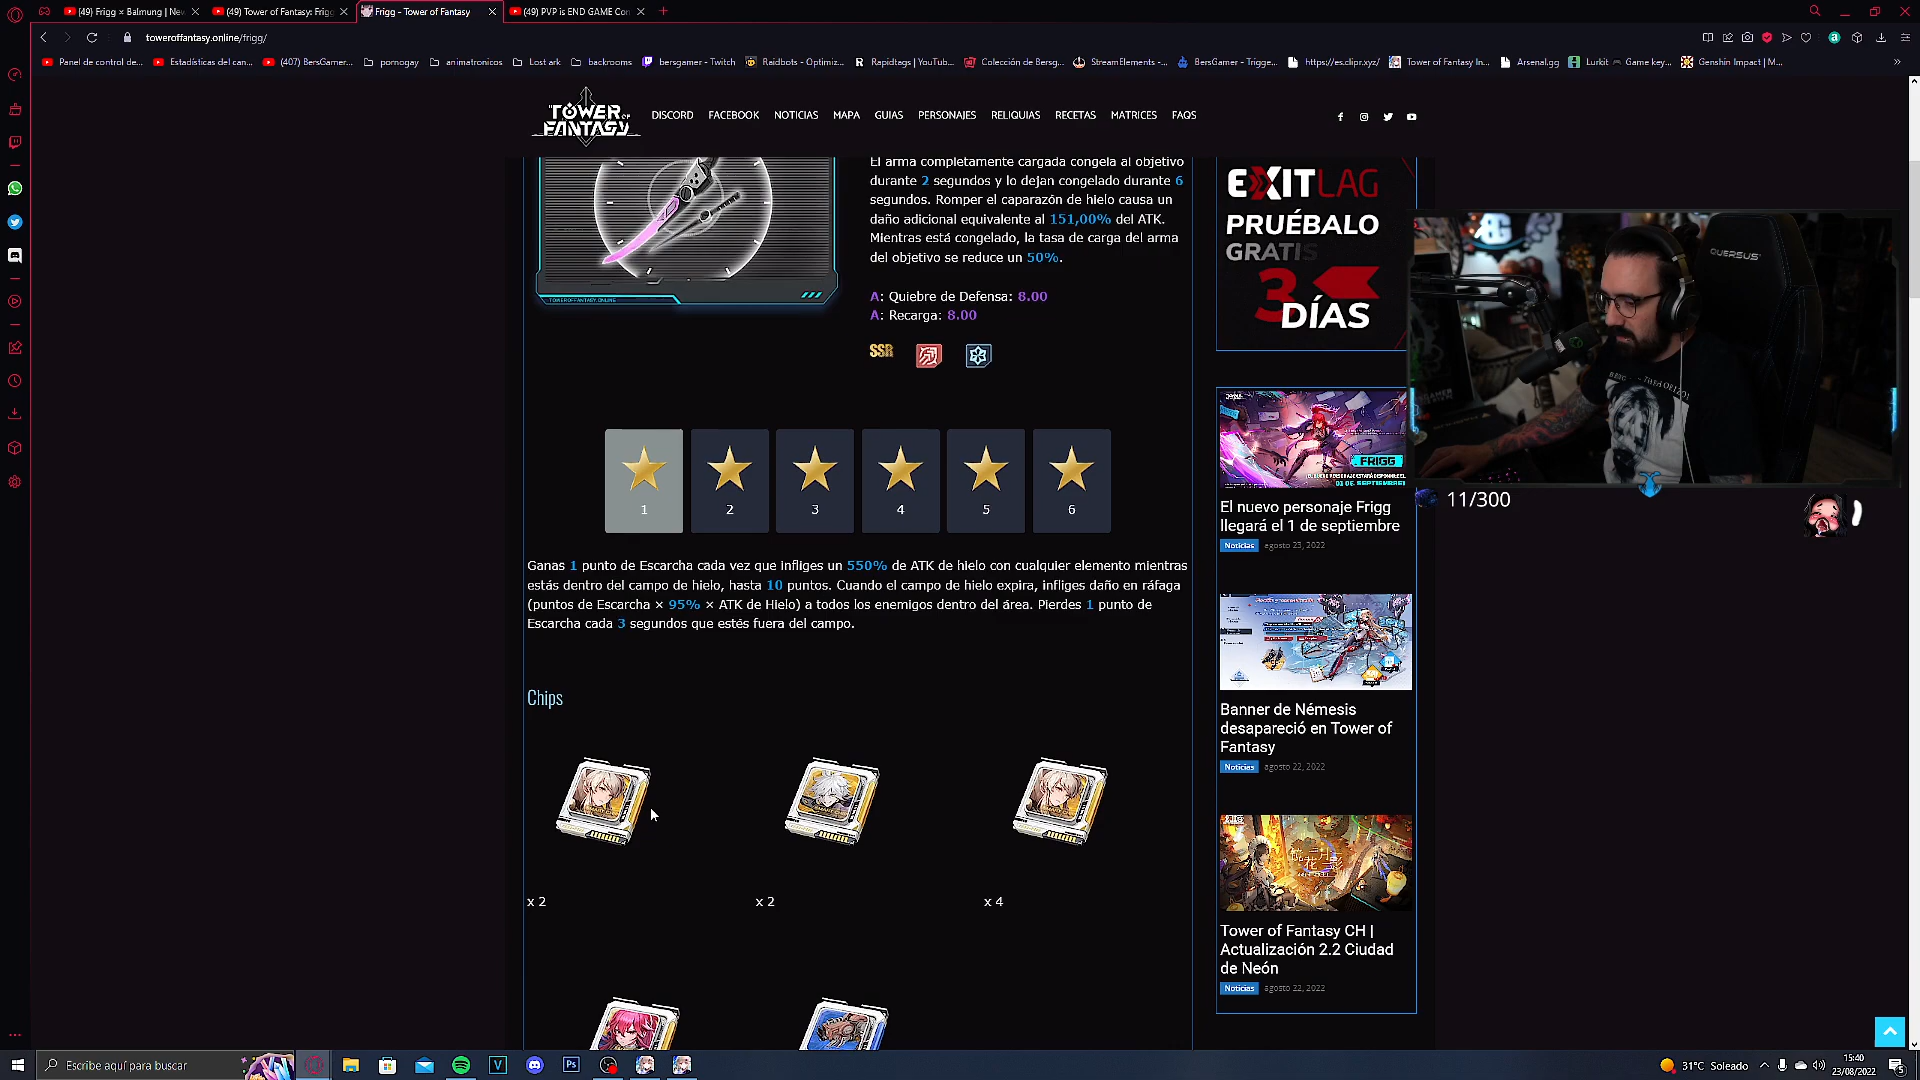 (49) Frigg × Balmung | Ne
(49) Tower of Fantasy: Frigg
Frigg - Tower of Fantasy
(49) PVP is END GAME Con
toweroffantasy.online/frigg/
Panel de control de...
Estadísticas del can...
(407) BersGamer...
pornogay
animatronicos
Lost ark
backrooms
bersgamer - Twitch
Raidbots - Optimiz...
Rapidtags | YouTub...
Colección de Bersg...
StreamElements -...
BersGamer - Trigge...
https://es.clipr.xyz/
Tower of Fantasy In...
Arsenal.gg
Lurkit 🎮 Game key...
Genshin Impact | M...
TOWER OF FANTASY
DISCORD FACEBOOK NOTICIAS MAPA GUIAS PERSONAJES RELIQUIAS RECETAS MATRICES FAQS
El arma completamente cargada congela al objetivo
durante 2 segundos y lo dejan congelado durante 6
segundos. Romper el caparazón de hielo causa un
daño adicional equivalente al 151,00% del ATK.
Mientras está congelado, la tasa de carga del arma
del objetivo se reduce un 50%.
TOWEROFFANTASY.ONLINE
A: Quiebre de Defensa: 8.00
A: Recarga: 8.00
SSR
1 2 3 4 5 6
Ganas 1 punto de Escarcha cada vez que infliges un 550% de ATK de hielo con cualquier elemento mientras
estás dentro del campo de hielo, hasta 10 puntos. Cuando el campo de hielo expira, infliges daño en ráfaga
(puntos de Escarcha × 95% × ATK de Hielo) a todos los enemigos dentro del área. Pierdes 1 punto de
Escarcha cada 3 segundos que estés fuera del campo.
Chips
x 2
x 2
x 4
EXITLAG
PRUÉBALO
GRATIS
3
DÍAS
QUERSUS
11/300
FRIGG
01 DE SEPTIEMBRE
El nuevo personaje Frigg
llegará el 1 de septiembre
Noticias agosto 23, 2022
Banner de Némesis
desapareció en Tower of
Fantasy
Noticias agosto 22, 2022
Tower of Fantasy CH |
Actualización 2.2 Ciudad
de Neón
Noticias agosto 22, 2022
Escribe aquí para buscar
31°C Soleado
15:40
23/08/2022